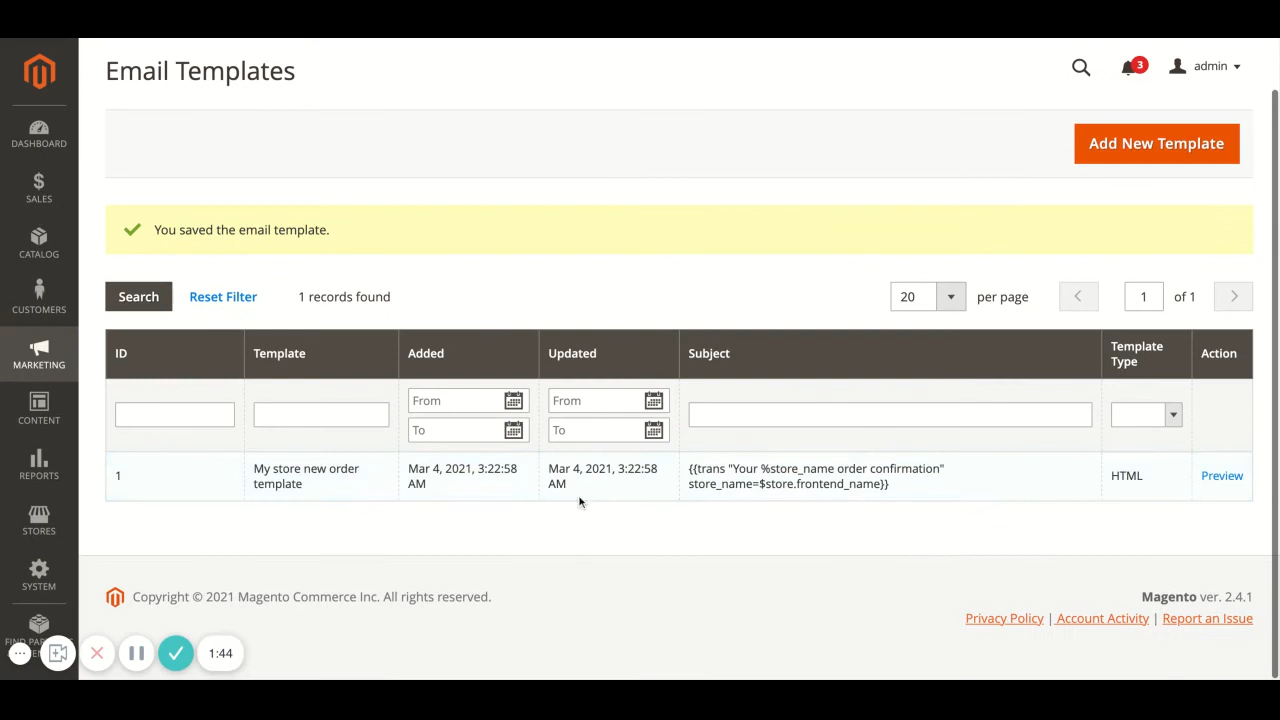 Email Templates
3
admin
DASHBOARD
SALES
CATALOG
CUSTOMERS
MARKETING
CONTENT
REPORTS
STORES
SYSTEM
Add New Template
You saved the email template.
Search
Reset Filter
1 records found
20
per page
1
of 1
ID
Template
Added
Updated
Subject
Template
Type
Action
From
To
From
To
1
My store new order
template
Mar 4, 2021, 3:22:58
AM
Mar 4, 2021, 3:22:58
AM
{{trans "Your %store_name order confirmation"
store_name=$store.frontend_name}}
HTML
Preview
Copyright © 2021 Magento Commerce Inc. All rights reserved.
Magento ver. 2.4.1
Privacy Policy | Account Activity | Report an Issue
1:44